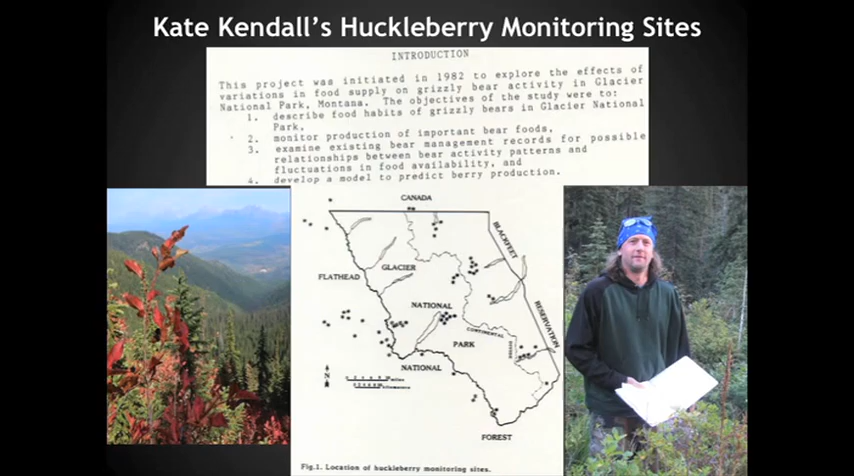 Kate Kendall's Huckleberry Monitoring Sites
INTRODUCTION
This project was initiated in 1982 to explore the effects of
variations in food supply on grizzly bear activity in Glacier
National Park, Montana. The objectives of the study were to:
1. describe food habits of grizzly bears in Glacier National
Park,
2. monitor production of important bear foods,
3. examine existing bear management records for possible
relationships between bear activity patterns and
fluctuations in food availability, and
4. develop a model to predict berry production.
CANADA
BLACKFEET
FLATHEAD
GLACIER
NATIONAL
RESERVATION
CONTINENTAL
DIVIDE
PARK
NATIONAL
N
miles
kilometers
FOREST
Fig.1. Location of huckleberry monitoring sites.